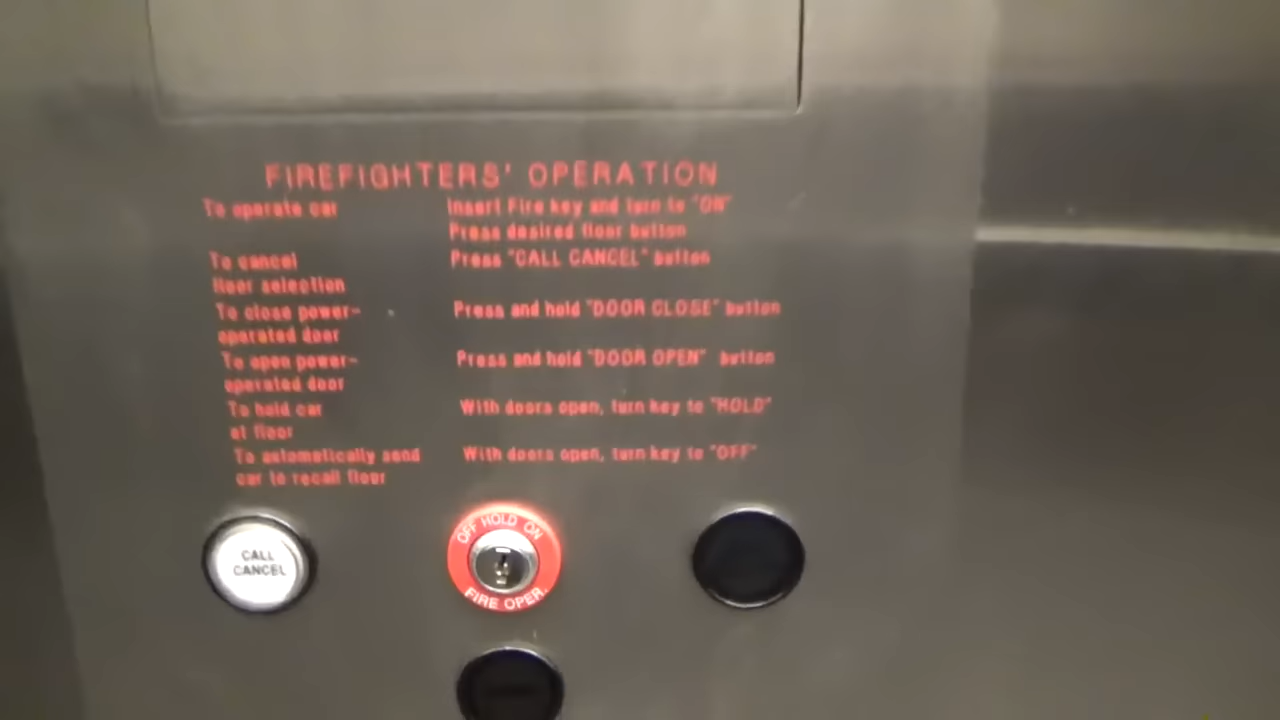 FIREFIGHTERS' OPERATION
To operate car Insert Fire key and turn to "ON"
Press desired floor button
To cancel Press "CALL CANCEL" button
floor selection
To close power- Press and hold "DOOR CLOSE" button
operated door
To open power- Press and hold "DOOR OPEN" button
operated door
To hold car With doors open, turn key to "HOLD"
at floor
To automatically send With doors open, turn key to "OFF"
car to recall floor
CALL
CANCEL
OFF HOLD ON
FIRE OPER.